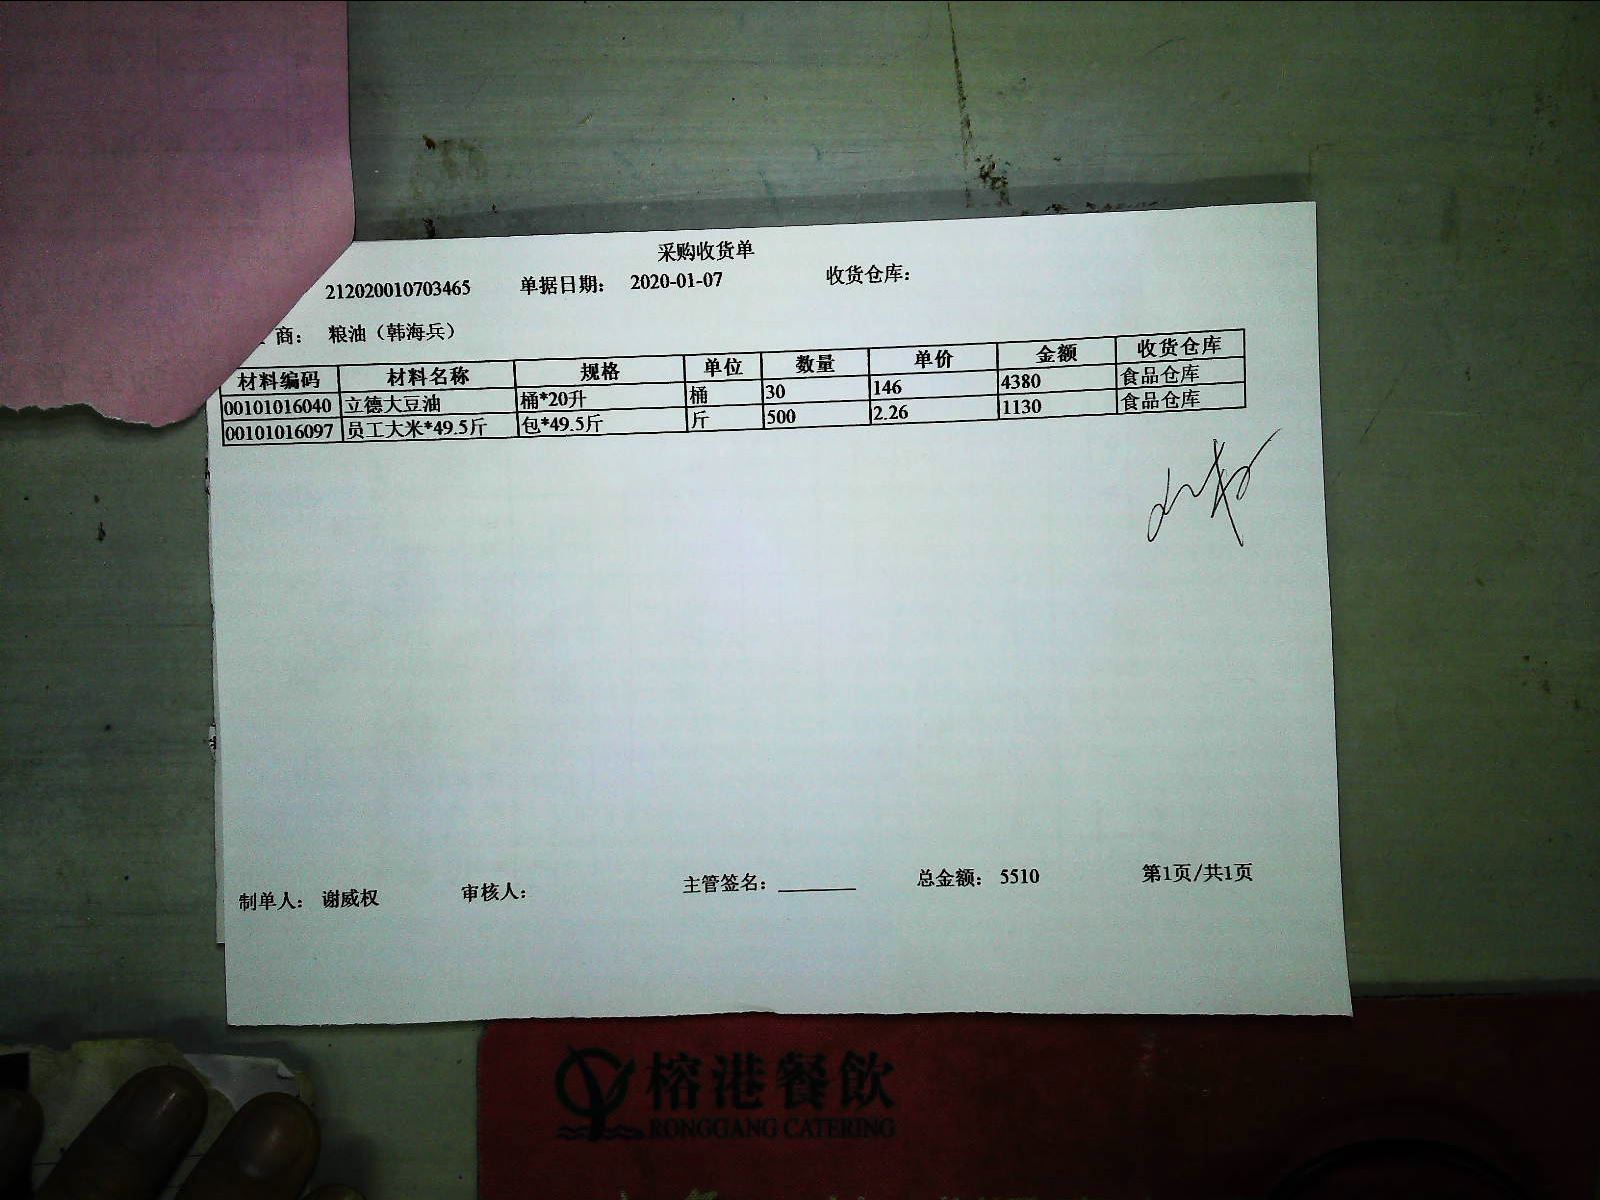 采购收货单
212020010703465 单据日期： 2020-01-07 收货仓库：
商： 粮油（韩海兵）
材料编码 材料名称 规格 单位 数量 单价 金额 收货仓库
00101016040 立德大豆油 桶*20升 桶 30 146 4380 食品仓库
00101016097 员工大米*49.5斤 包*49.5斤 斤 500 2.26 1130 食品仓库
制单人： 谢威权 审核人： 主管签名：________ 总金额： 5510 第1页/共1页
榕港餐飲
RONGGANG CATERING